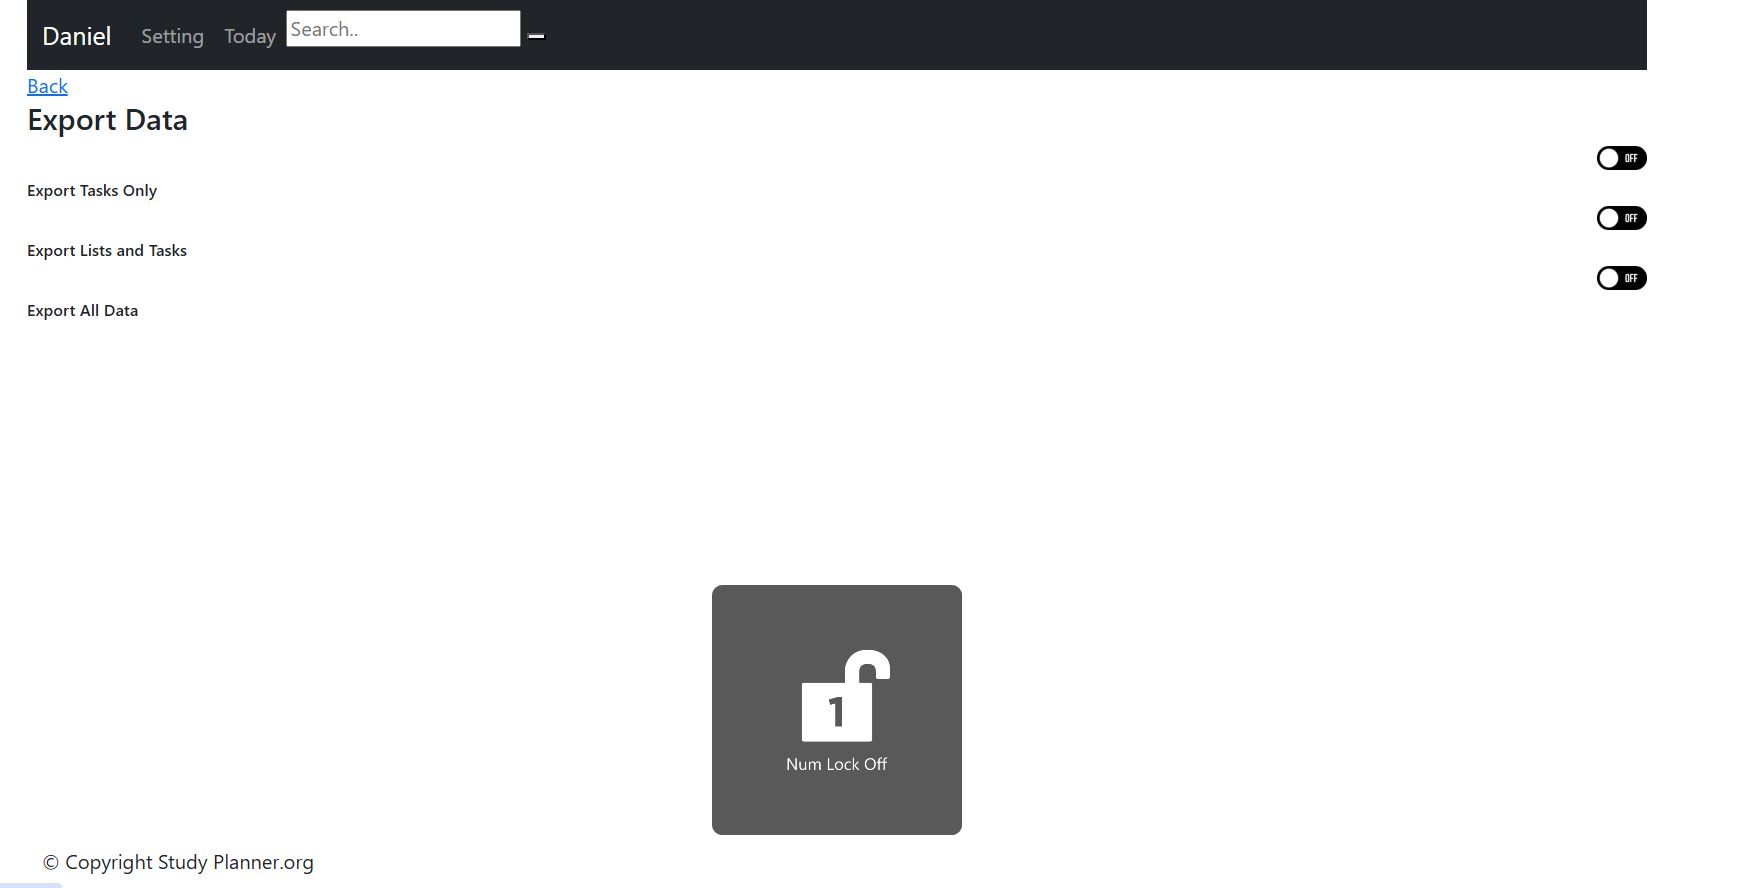 Daniel Setting Today Search..
Back
Export Data
OFF
Export Tasks Only
OFF
Export Lists and Tasks
OFF
Export All Data
1
Num Lock Off
© Copyright Study Planner.org